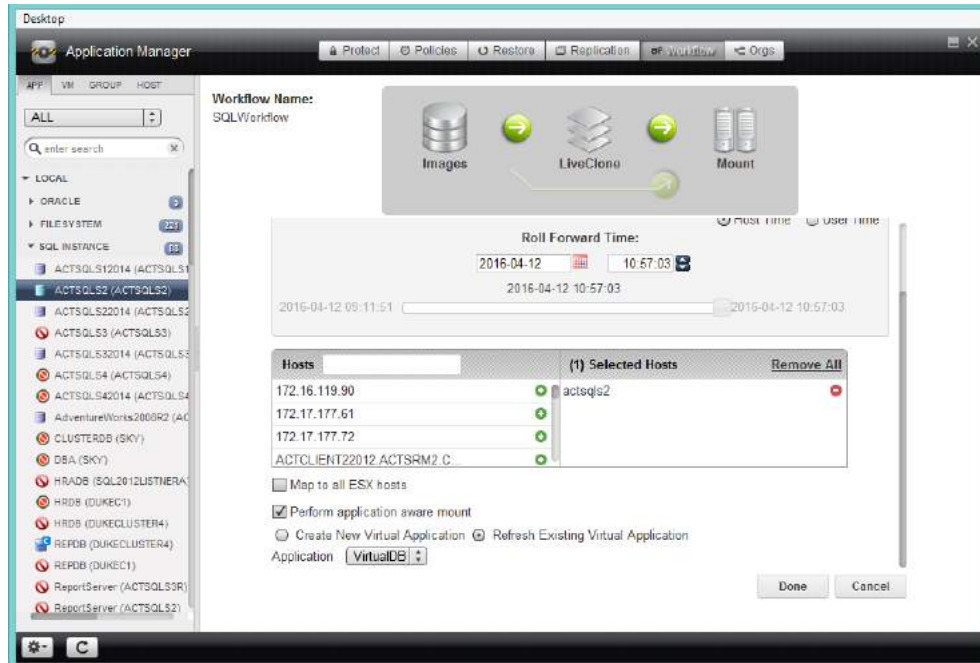 Desktop
Application Manager
Protect Policies Restore Replication Workflow Orgs
APP VM GROUP HOST
ALL
enter search
LOCAL
ORACLE
FILESYSTEM
SQL INSTANCE
ACTSQLS12014 (ACTSQLS1
ACTSQLS2 (ACTSQLS2)
ACTSQLS22014 (ACTSQLS2
ACTSQLS3 (ACTSQLS3)
ACTSQLS32014 (ACTSQLS3
ACTSQLS4 (ACTSQLS4)
ACTSQLS42014 (ACTSQLS4
AdventureWorks2008R2 (AC
CLUSTERDB (SKY)
DBA (SKY)
HRADB (SQL2012LISTNERA
HRDB (DUKEC1)
HRDB (DUKECLUSTER4)
REPDB (DUKECLUSTER4)
REPDB (DUKEC1)
ReportServer (ACTSQLS3R)
ReportServer (ACTSQLS2)
Workflow Name:
SQLWorkflow
Images LiveClone Mount
Host Time User Time
Roll Forward Time:
2016-04-12 10:57:03
2016-04-12 10:57:03
2016-04-12 05:11:51 2016-04-12 10:57:03
Hosts (1) Selected Hosts Remove All
172.16.119.90 actsqls2
172.17.177.61
172.17.177.72
ACTCLIENT22012.ACTSRM2.C...
Map to all ESX hosts
Perform application aware mount
Create New Virtual Application Refresh Existing Virtual Application
Application VirtualDB
Done Cancel